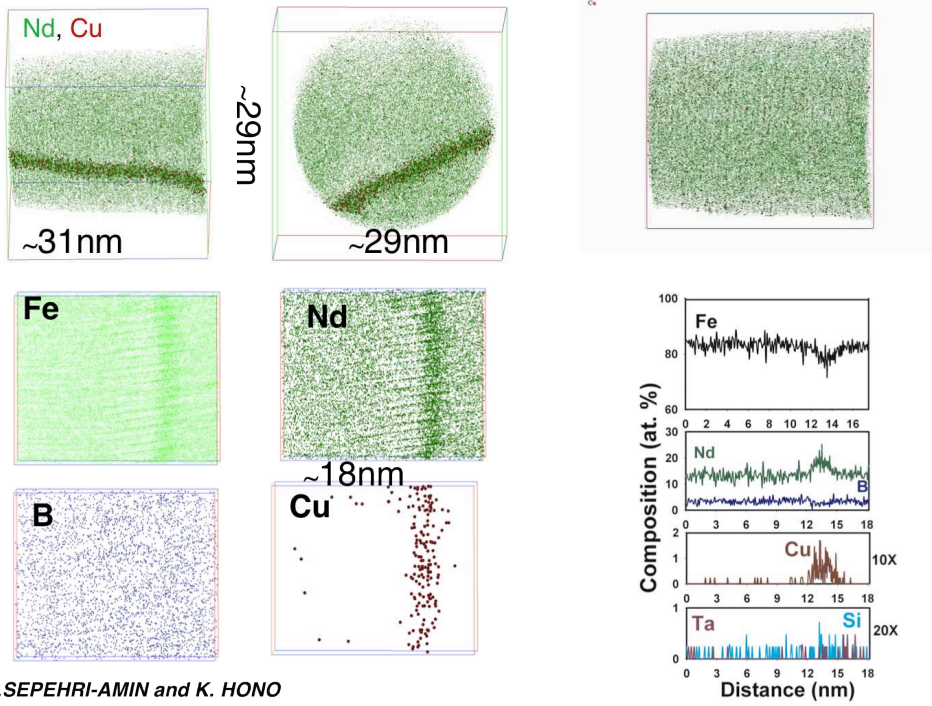 Nd, Cu
~31nm
~29nm
~29nm
Cu
Fe
Nd
~18nm
B
Cu
.SEPEHRI-AMIN and K. HONO
Composition (at. %)
100
80
60
Fe
0 2 4 6 8 10 12 14 16
30
20
10
0
Nd
B
0 3 6 9 12 15 18
2
1
0
Cu
10X
0 3 6 9 12 15 18
1
0
Ta
Si
20X
0 3 6 9 12 15 18
Distance (nm)